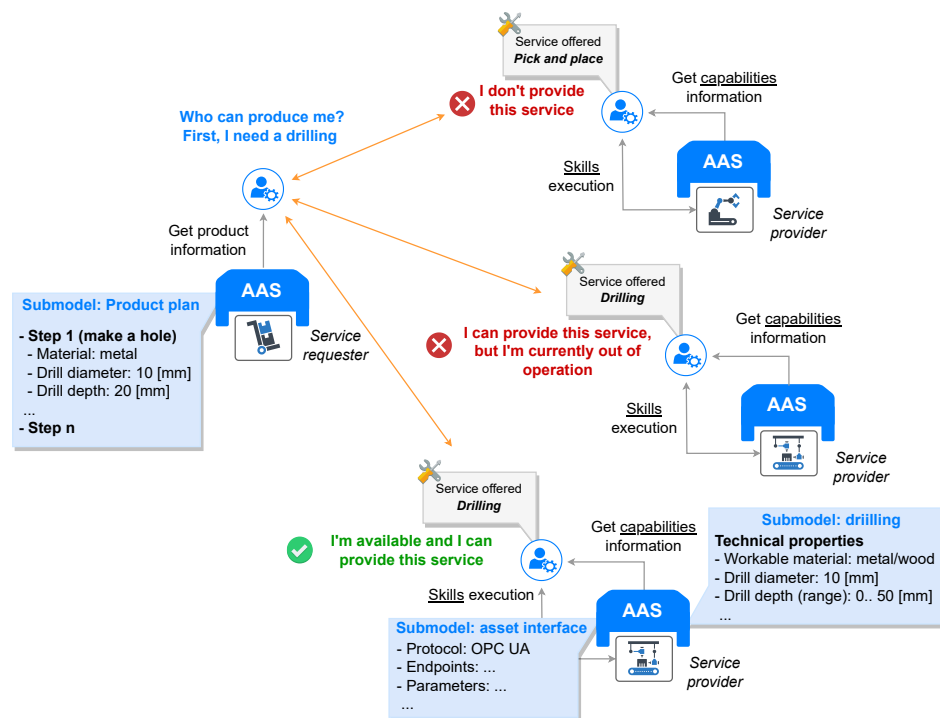 Service offered
Pick and place
I don't provide
this service
Get capabilities
information
Who can produce me?
First, I need a drilling
AAS
Skills
execution
Service
provider
Get product
information
AAS
Submodel: Product plan
- Step 1 (make a hole)
- Material: metal
- Drill diameter: 10 [mm]
- Drill depth: 20 [mm]
...
- Step n
Service
requester
Service offered
Drilling
I can provide this service,
but I'm currently out of
operation
Get capabilities
information
AAS
Skills
execution
Service
provider
Service offered
Drilling
I'm available and I can
provide this service
Get capabilities
information
Skills execution
AAS
Submodel: driilling
Technical properties
- Workable material: metal/wood
- Drill diameter: 10 [mm]
- Drill depth (range): 0.. 50 [mm]
...
Submodel: asset interface
- Protocol: OPC UA
- Endpoints: ...
- Parameters: ...
...
Service
provider